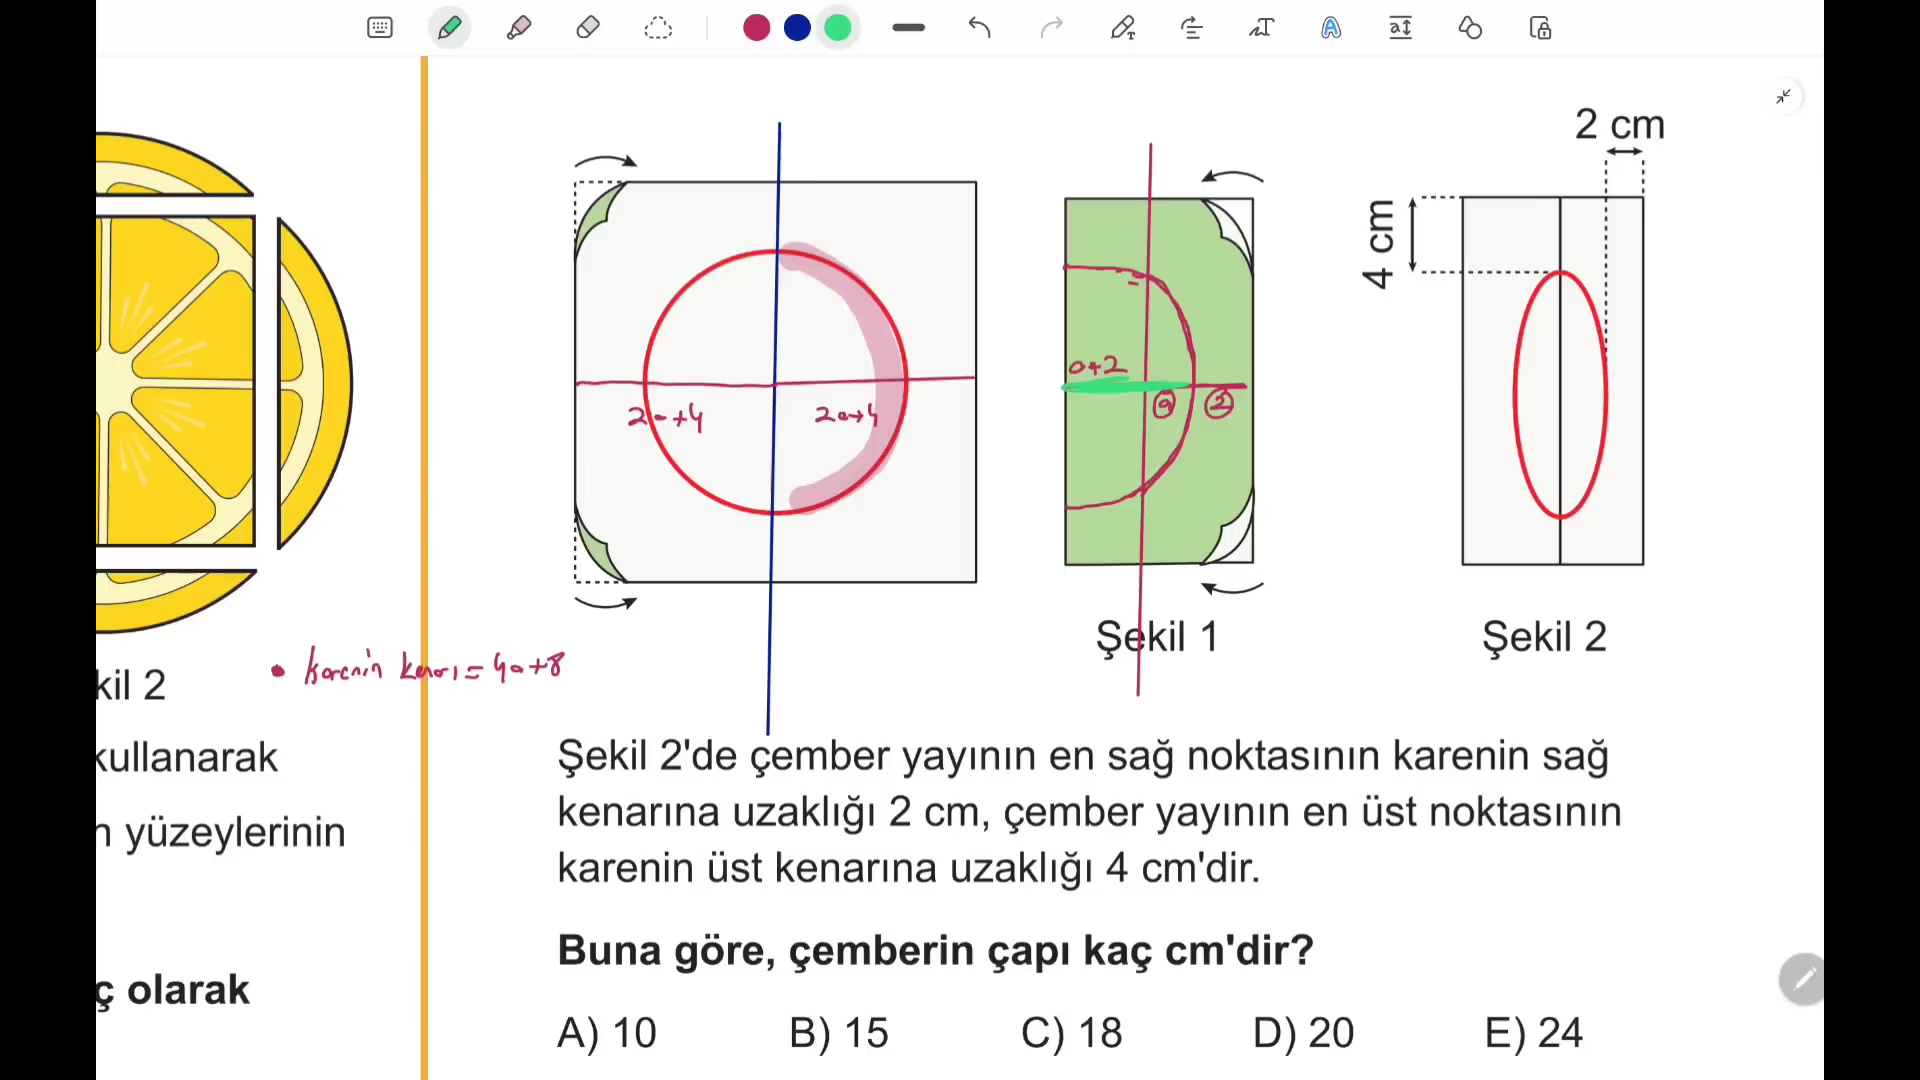 2 cm
4 cm
a+2
a
2
2a+4
2a+4
Şekil 1
Şekil 2
kil 2
• Karenin kenarı = 4a+8
kullanarak
n yüzeylerinin
ç olarak
Şekil 2'de çember yayının en sağ noktasının karenin sağ
kenarına uzaklığı 2 cm, çember yayının en üst noktasının
karenin üst kenarına uzaklığı 4 cm'dir.
Buna göre, çemberin çapı kaç cm'dir?
A) 10 B) 15 C) 18 D) 20 E) 24